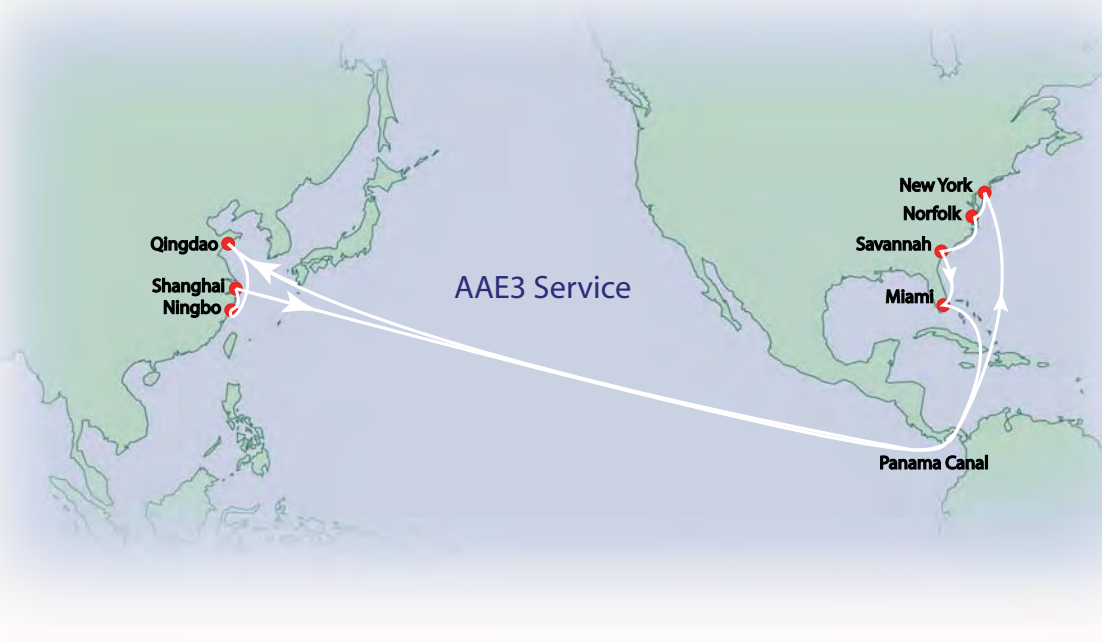 New York
Norfolk
Qingdao
Savannah
Shanghai
AAE3 Service
Miami
Ningbo
Panama Canal